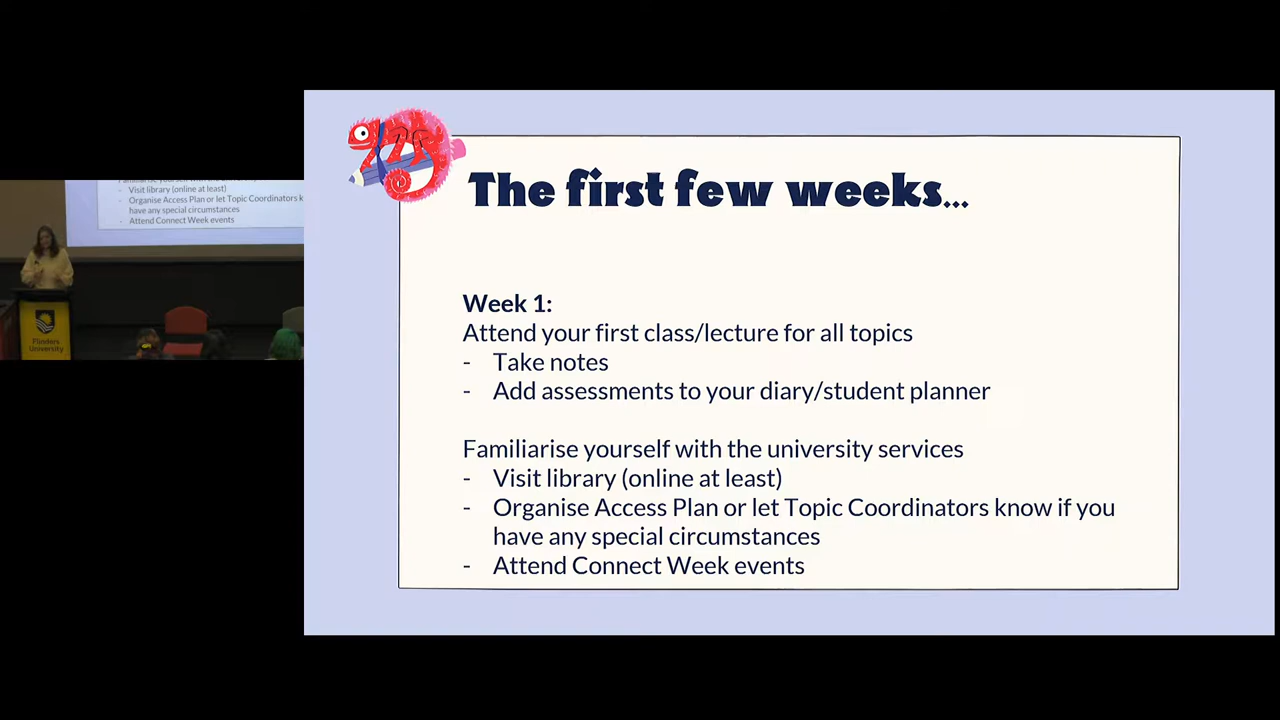 The first few weeks...
Week 1:
Attend your first class/lecture for all topics
- Take notes
- Add assessments to your diary/student planner
Familiarise yourself with the university services
- Visit library (online at least)
- Organise Access Plan or let Topic Coordinators know if you
have any special circumstances
- Attend Connect Week events
- Visit library (online at least)
- Organise Access Plan or let Topic Coordinators k
have any special circumstances
- Attend Connect Week events
Flinders
University